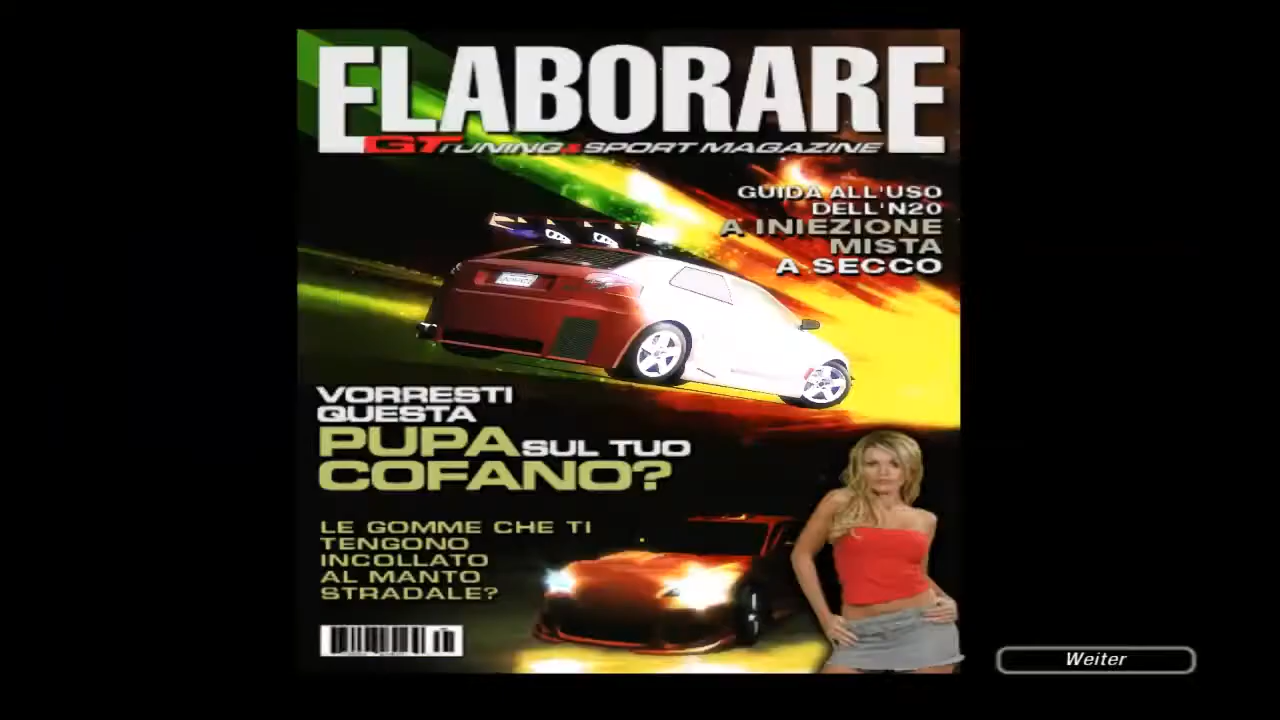 ELABORARE
GT TUNING & SPORT MAGAZINE
GUIDA ALL'USO
DELL'N20
A INIEZIONE
MISTA
A SECCO
VORRESTI
QUESTA
PUPA SUL TUO
COFANO?
LE GOMME CHE TI
TENGONO
INCOLLATO
AL MANTO
STRADALE?
Weiter